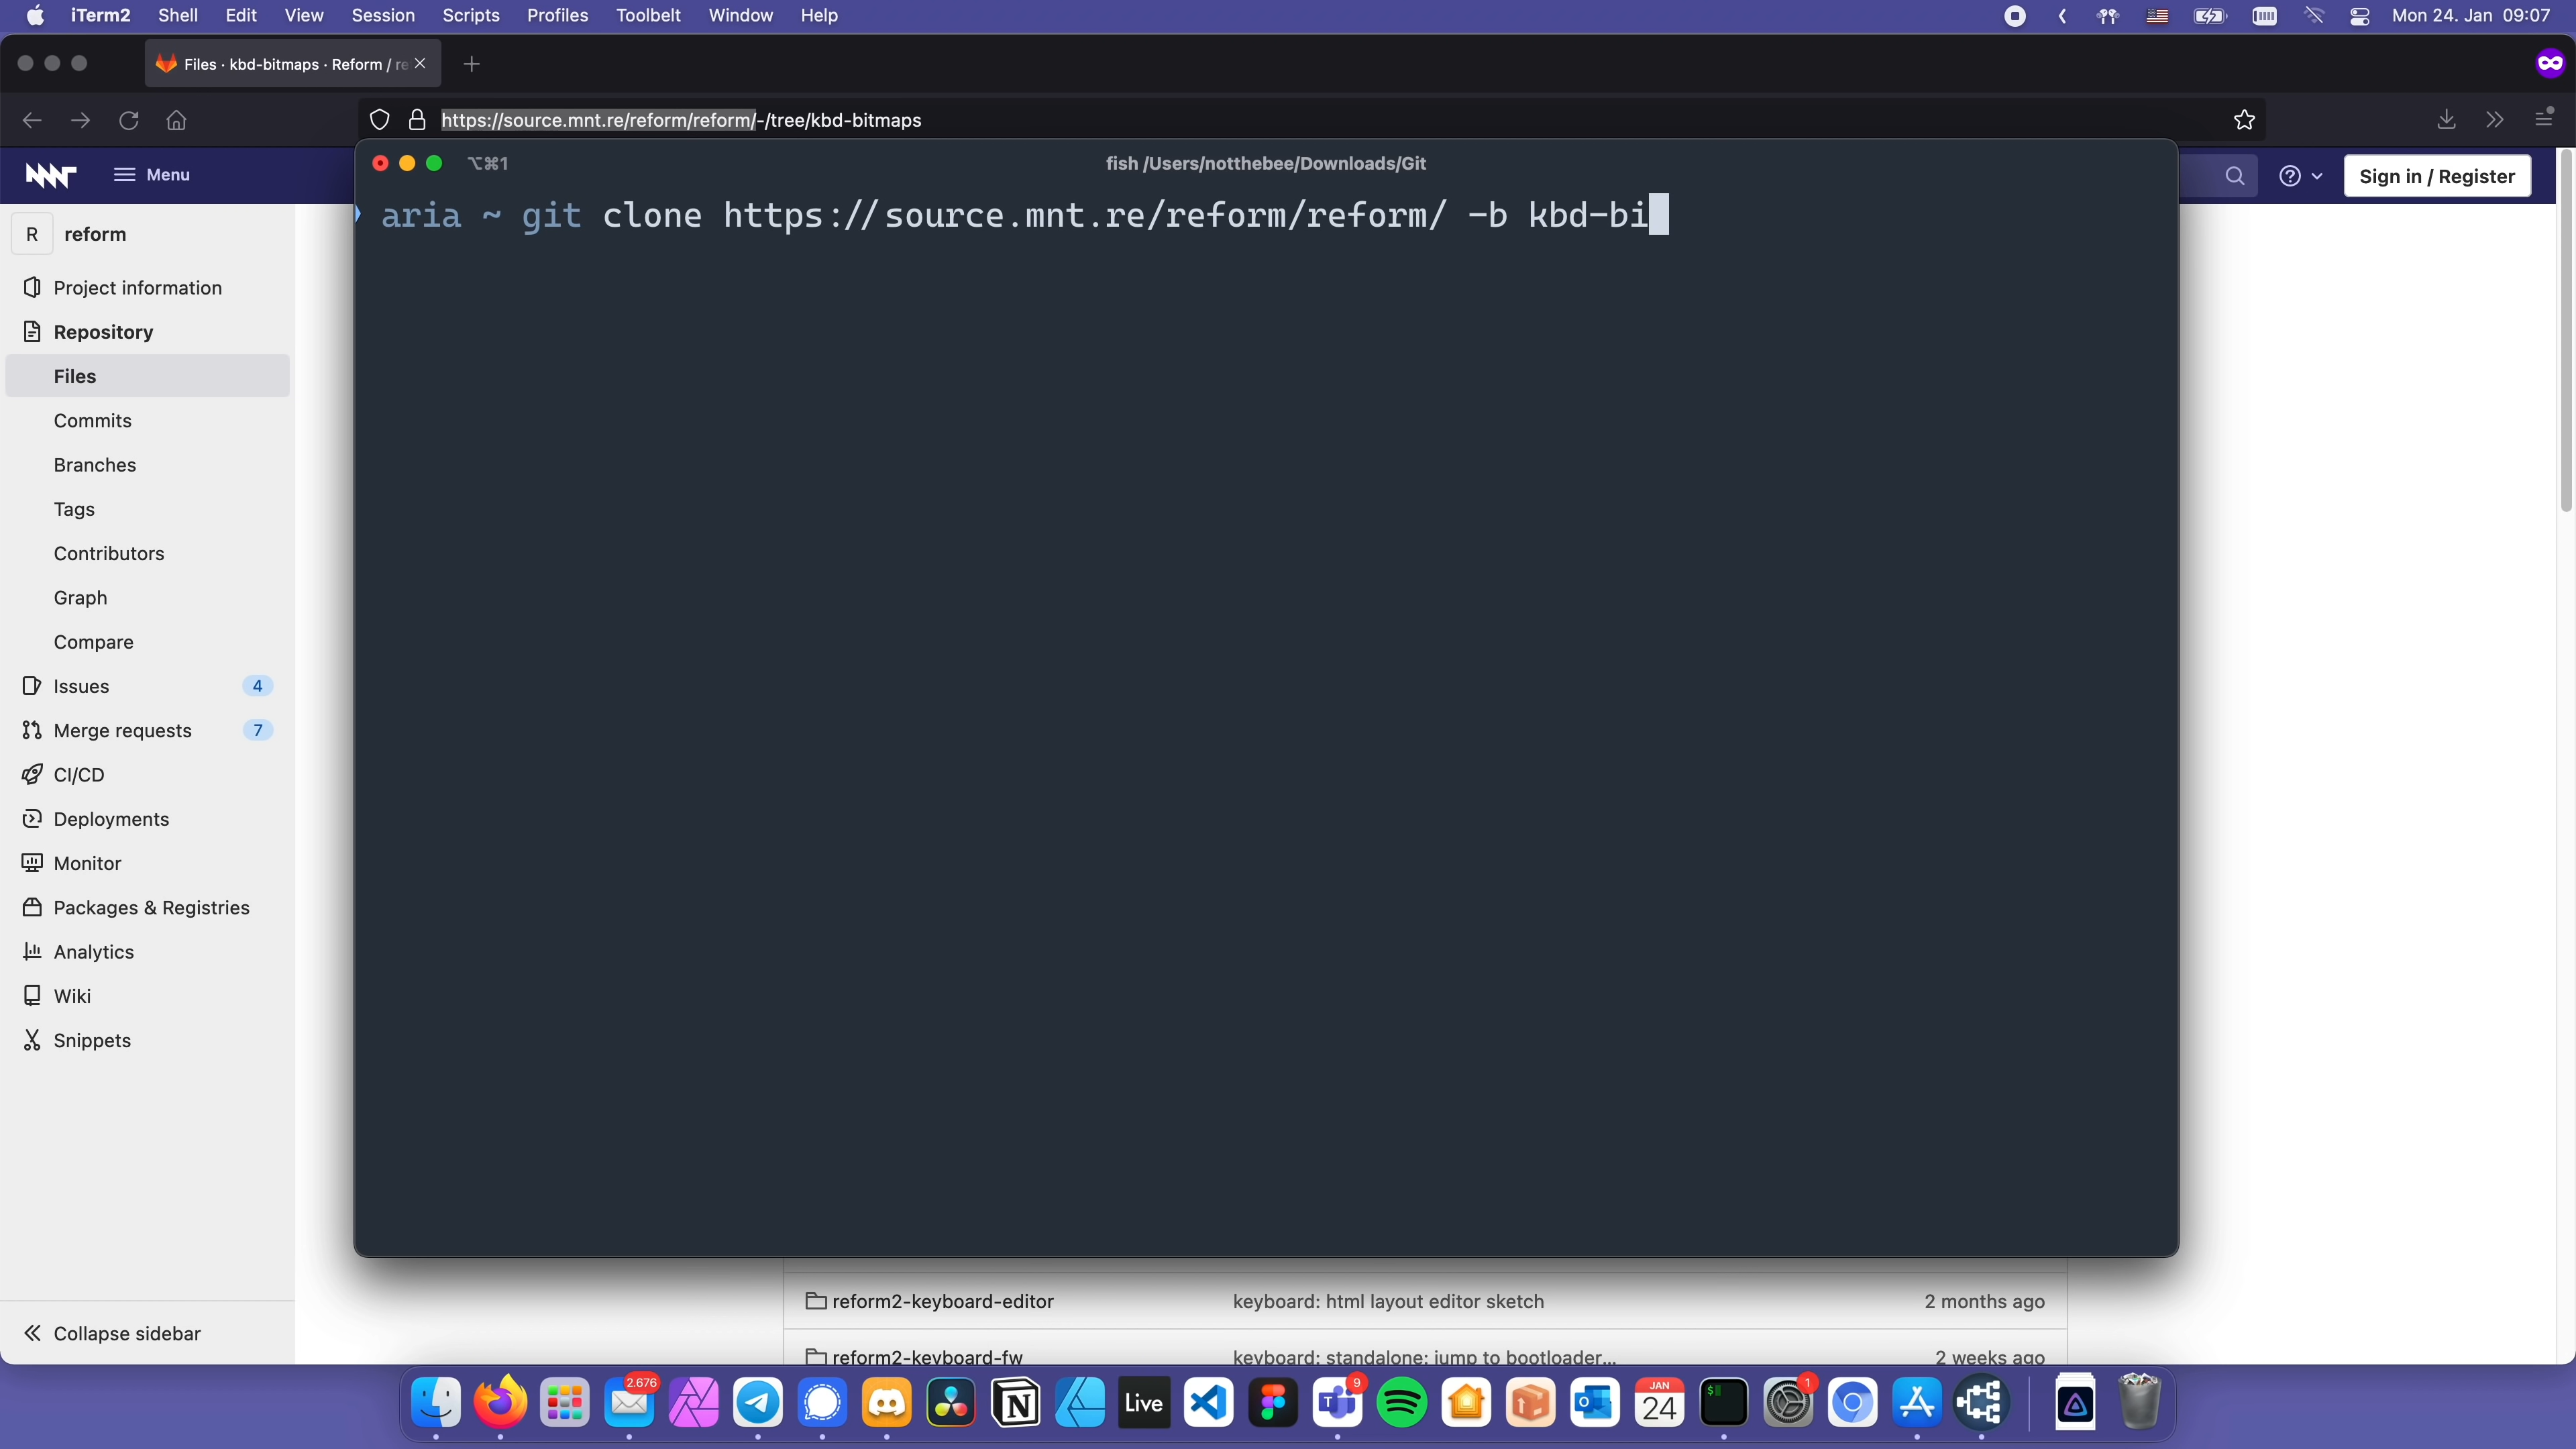 iTerm2 Shell Edit View Session Scripts Profiles Toolbelt Window Help Mon 24. Jan 09:07
Files · kbd-bitmaps · Reform / re
https://source.mnt.re/reform/reform/-/tree/kbd-bitmaps
Menu
⌥⌘1 fish /Users/notthebee/Downloads/Git
Sign in / Register
aria ~ git clone https://source.mnt.re/reform/reform/ -b kbd-bi
R reform
Project information
Repository
Files
Commits
Branches
Tags
Contributors
Graph
Compare
Issues 4
Merge requests 7
CI/CD
Deployments
Monitor
Packages & Registries
Analytics
Wiki
Snippets
Collapse sidebar
reform2-keyboard-editor keyboard: html layout editor sketch 2 months ago
reform2-keyboard-fw keyboard: standalone: jump to bootloader... 2 weeks ago
2.676
9
1
Live
JAN
24